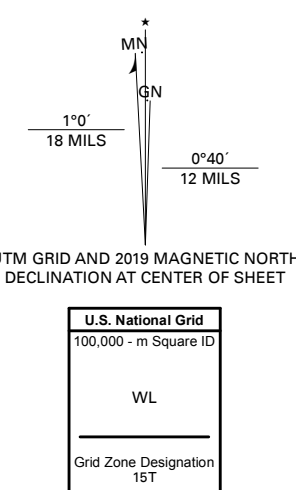 ★
MN
GN
1°0´
18 MILS
0°40´
12 MILS
UTM GRID AND 2019 MAGNETIC NORTH
DECLINATION AT CENTER OF SHEET
U.S. National Grid
100,000 - m Square ID
WL
Grid Zone Designation
15T